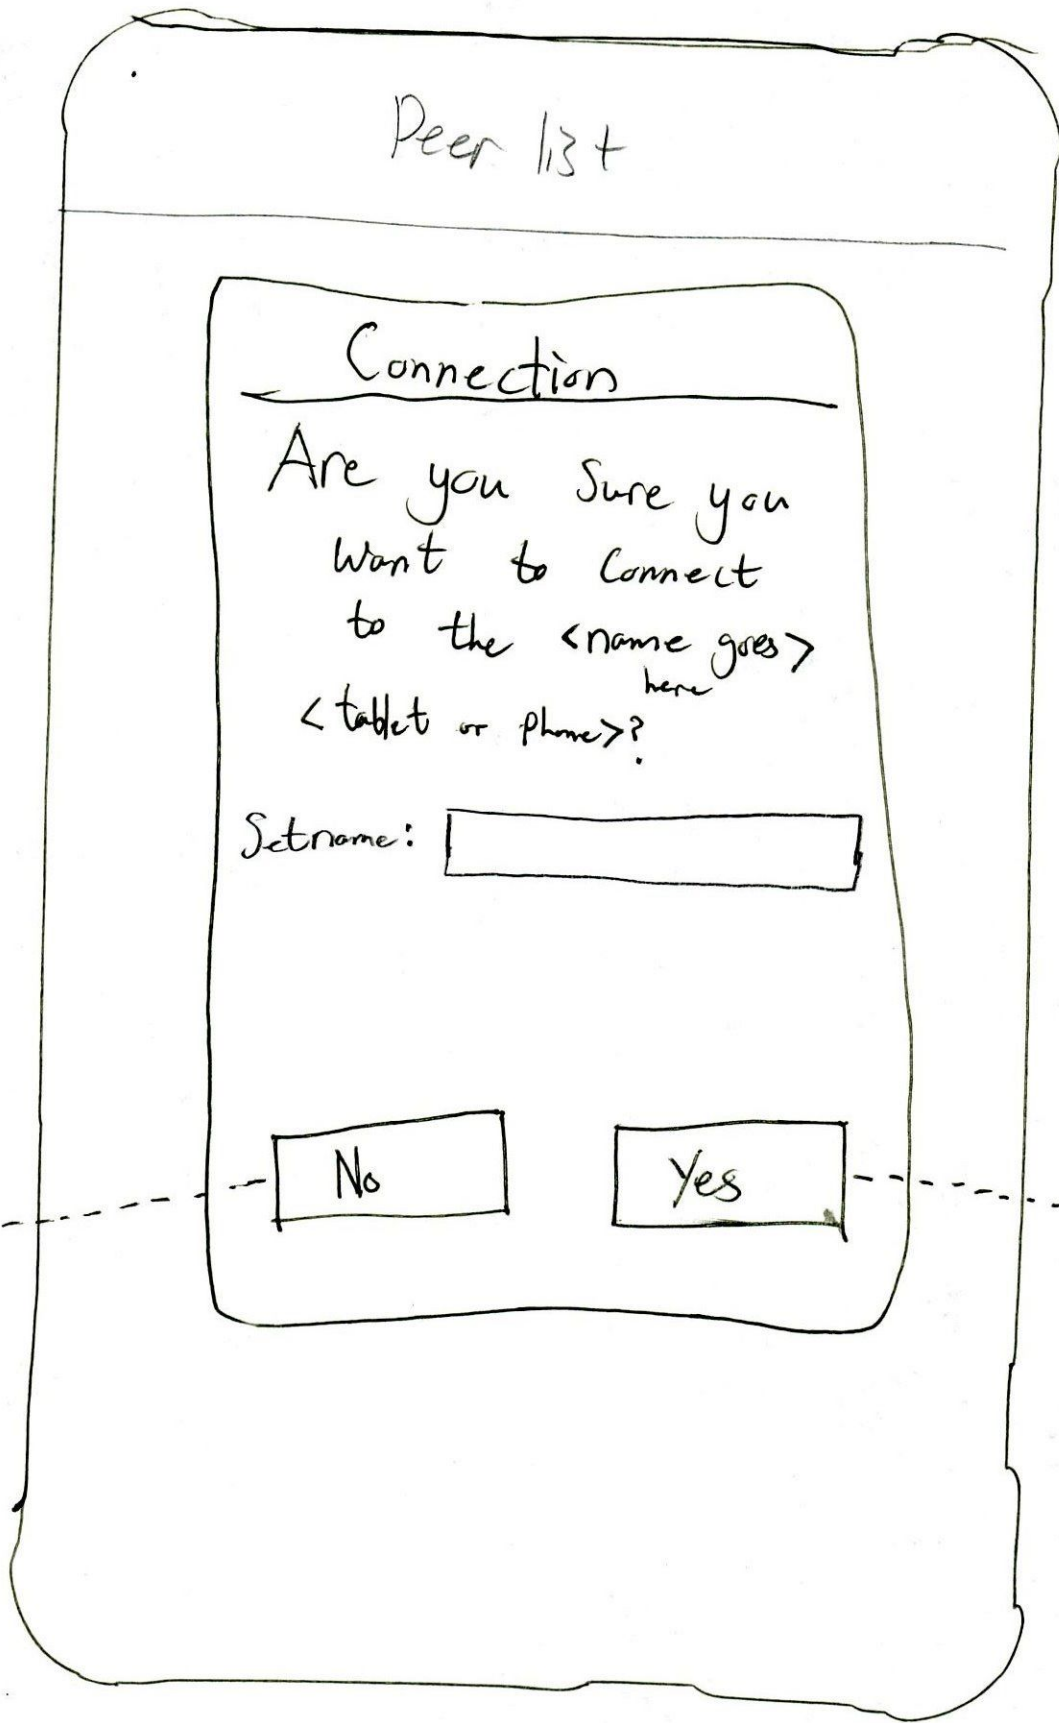 Peer list
Connection
Are you Sure you
Want to Connect
to the <name goes>
here
<tablet or phone>?
Setname:
No
Yes